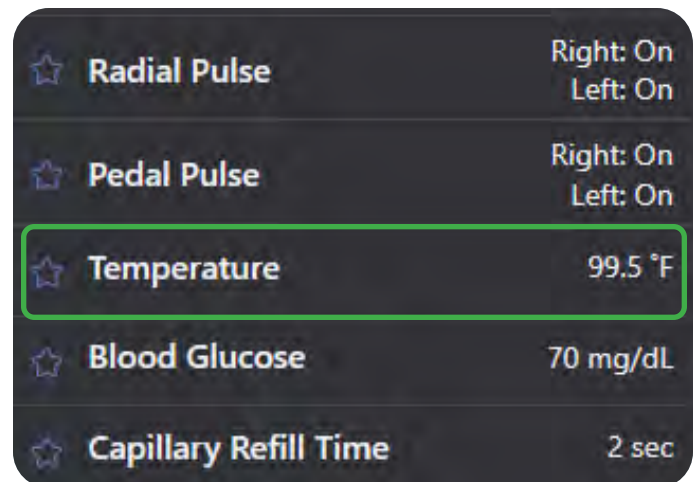 Radial Pulse Right: On
Left: On
Pedal Pulse Right: On
Left: On
Temperature 99.5 ˚F
Blood Glucose 70 mg/dL
Capillary Refill Time 2 sec